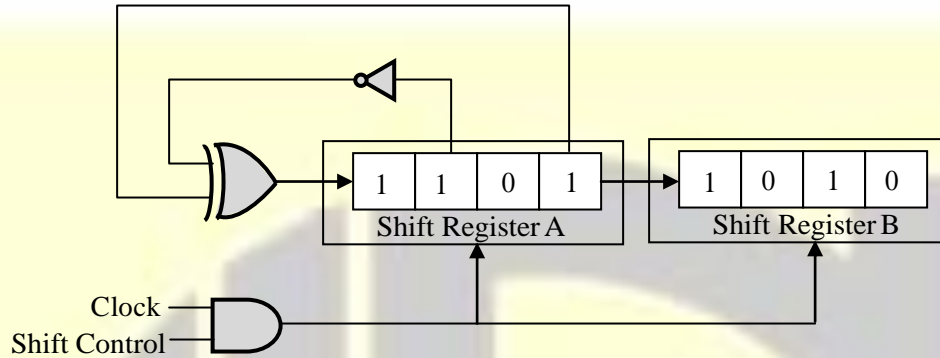 1 1 0 1
1 0 1 0
Shift Register A
Shift Register B
Clock
Shift Control